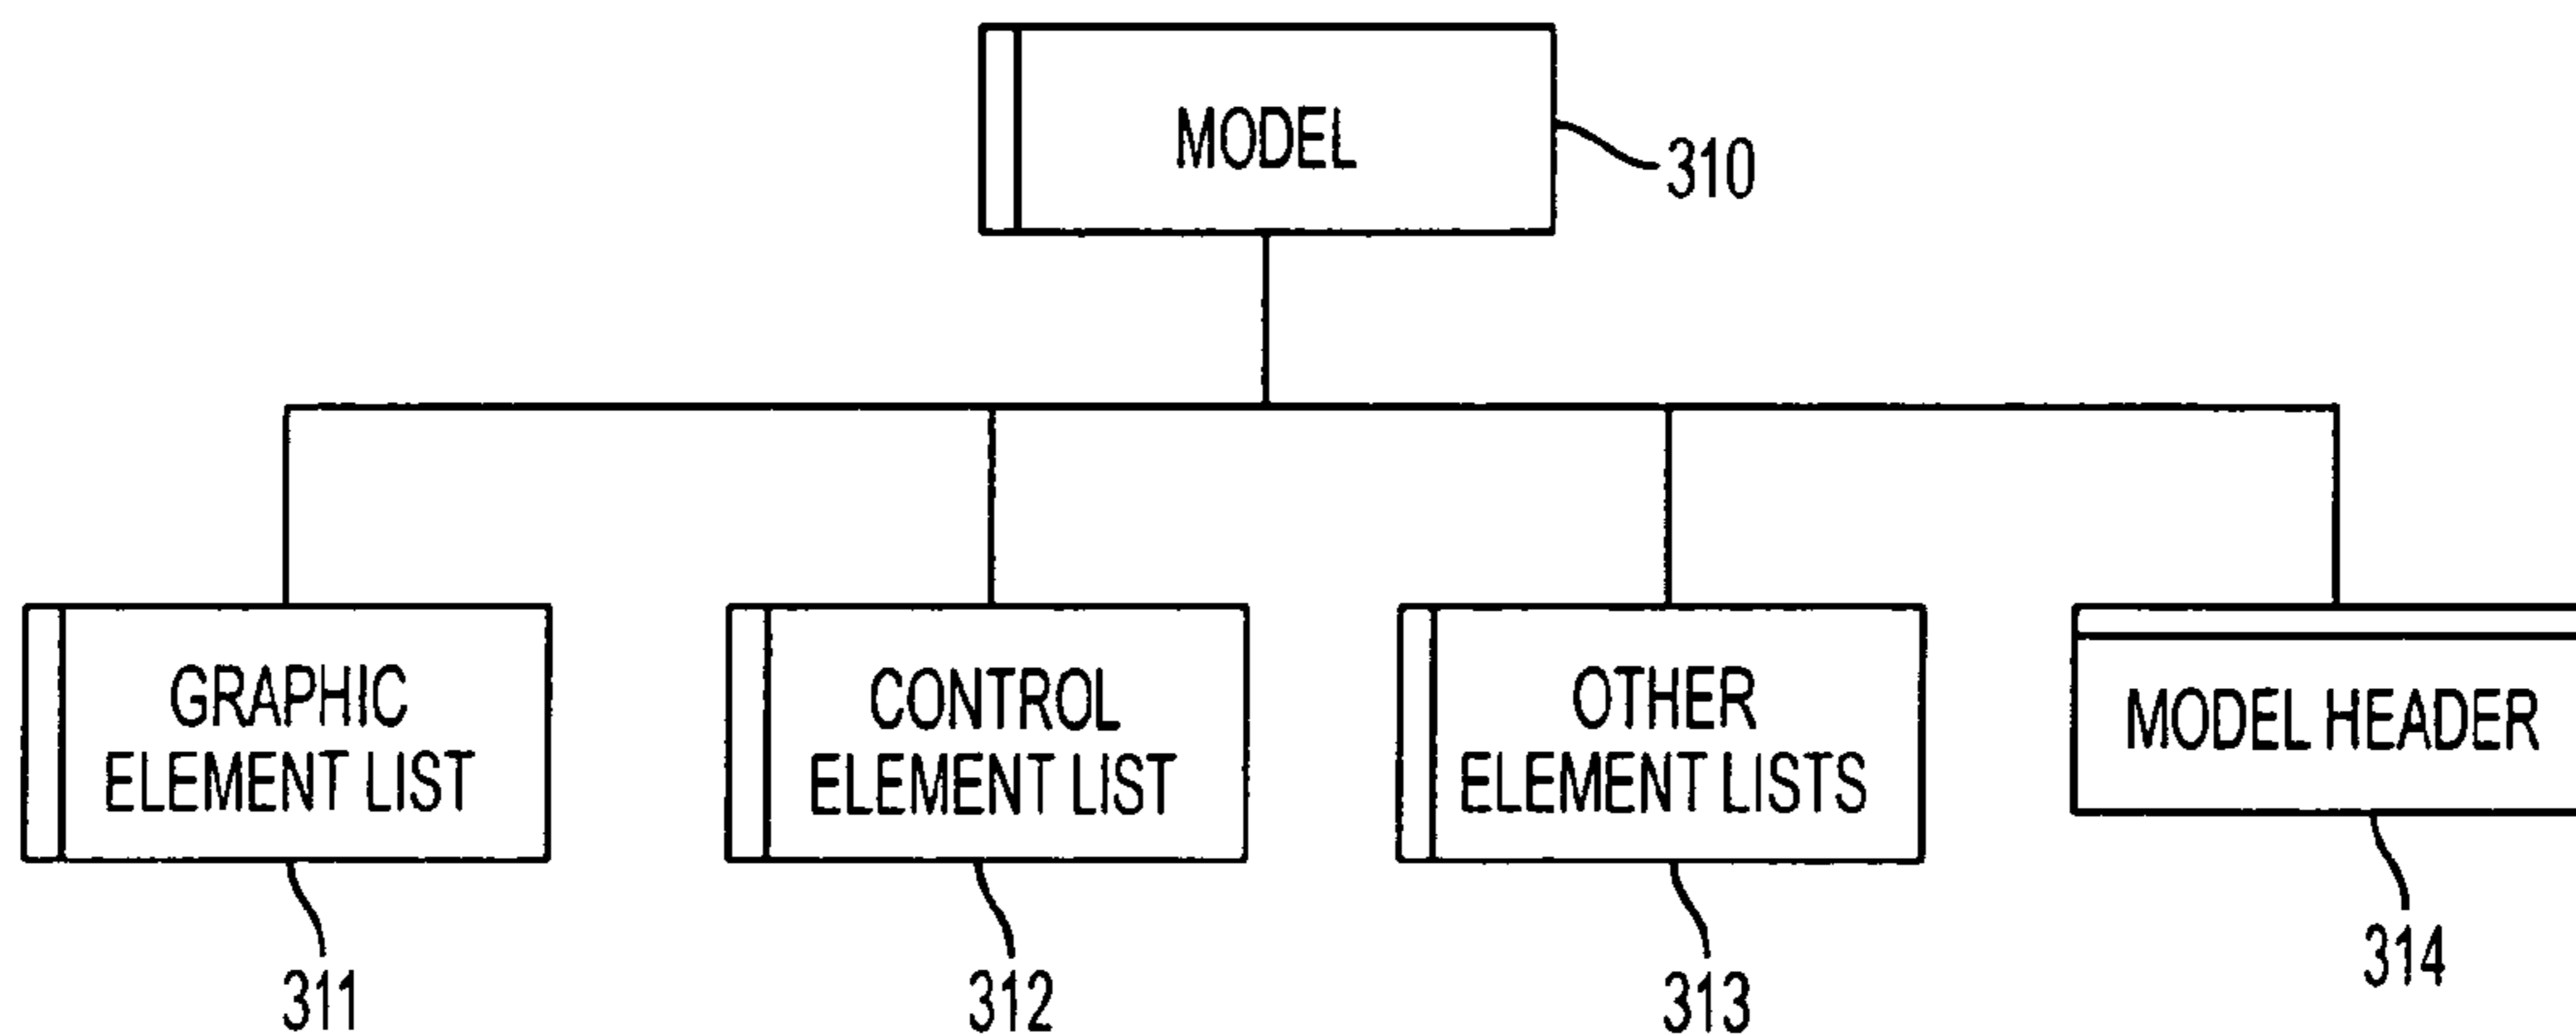 MODEL
310
GRAPHIC
ELEMENT LIST
311
CONTROL
ELEMENT LIST
312
OTHER
ELEMENT LISTS
313
MODEL HEADER
314